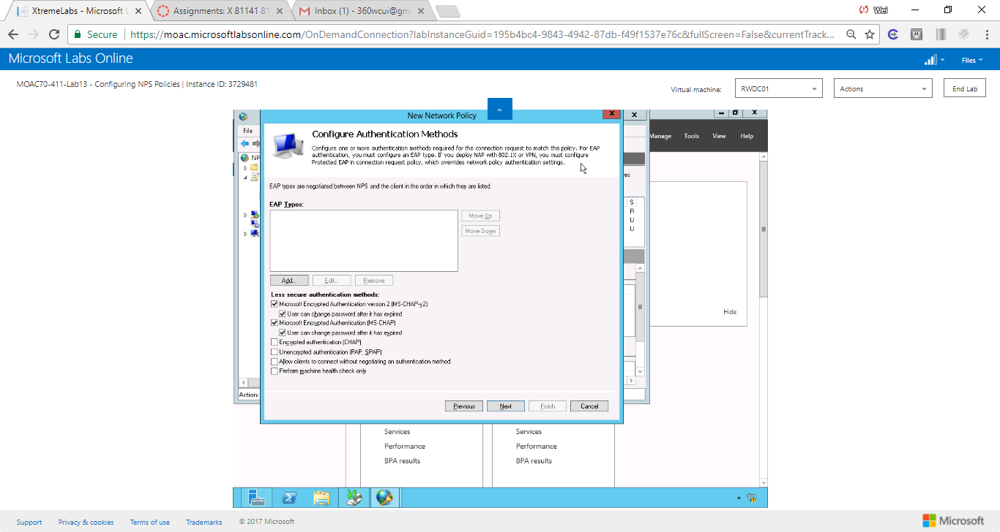 XtremeLabs - Microsoft L
Assignments: X 81141 81
Inbox (1) - 360wcui@gm
Wei
Secure
https://moac.microsoftlabsonline.com/OnDemandConnection?labInstanceGuid=195b4bc4-9843-4942-87db-f49f1537e76c&fullScreen=False&currentTrack...
Microsoft Labs Online
Files
MOAC70-411-Lab13 - Configuring NPS Policies | Instance ID: 3729481
Virtual machine:
RWDC01
Actions
End Lab
New Network Policy
File
Manage
Tools
View
Help
NP
Configure Authentication Methods
Configure one or more authentication methods required for the connection request to match this policy. For EAP
authentication, you must configure an EAP type. If you deploy NAP with 802.1X or VPN, you must configure
Protected EAP in connection request policy, which overrides network policy authentication settings.
es
EAP types are negotiated between NPS and the client in the order in which they are listed.
EAP Types:
Move Up
Move Down
S
R
U
U
Add...
Edit...
Remove
Less secure authentication methods:
Microsoft Encrypted Authentication version 2 (MS-CHAP-v2)
User can change password after it has expired
Microsoft Encrypted Authentication (MS-CHAP)
User can change password after it has expired
Encrypted authentication (CHAP)
Unencrypted authentication (PAP, SPAP)
Allow clients to connect without negotiating an authentication method.
Perform machine health check only
Hide
Action:
Previous
Next
Finish
Cancel
Services
Performance
BPA results
Services
Performance
BPA results
Support
Privacy & cookies
Terms of use
Trademarks
© 2017 Microsoft
Microsoft